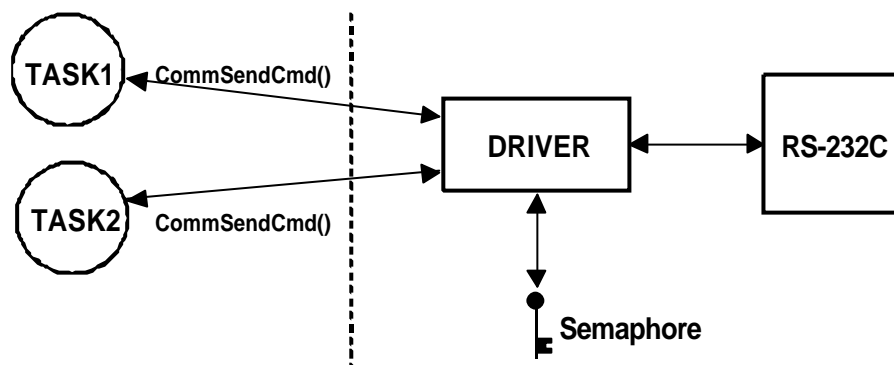 TASK1
CommSendCmd()
DRIVER
RS-232C
TASK2
CommSendCmd()
Semaphore